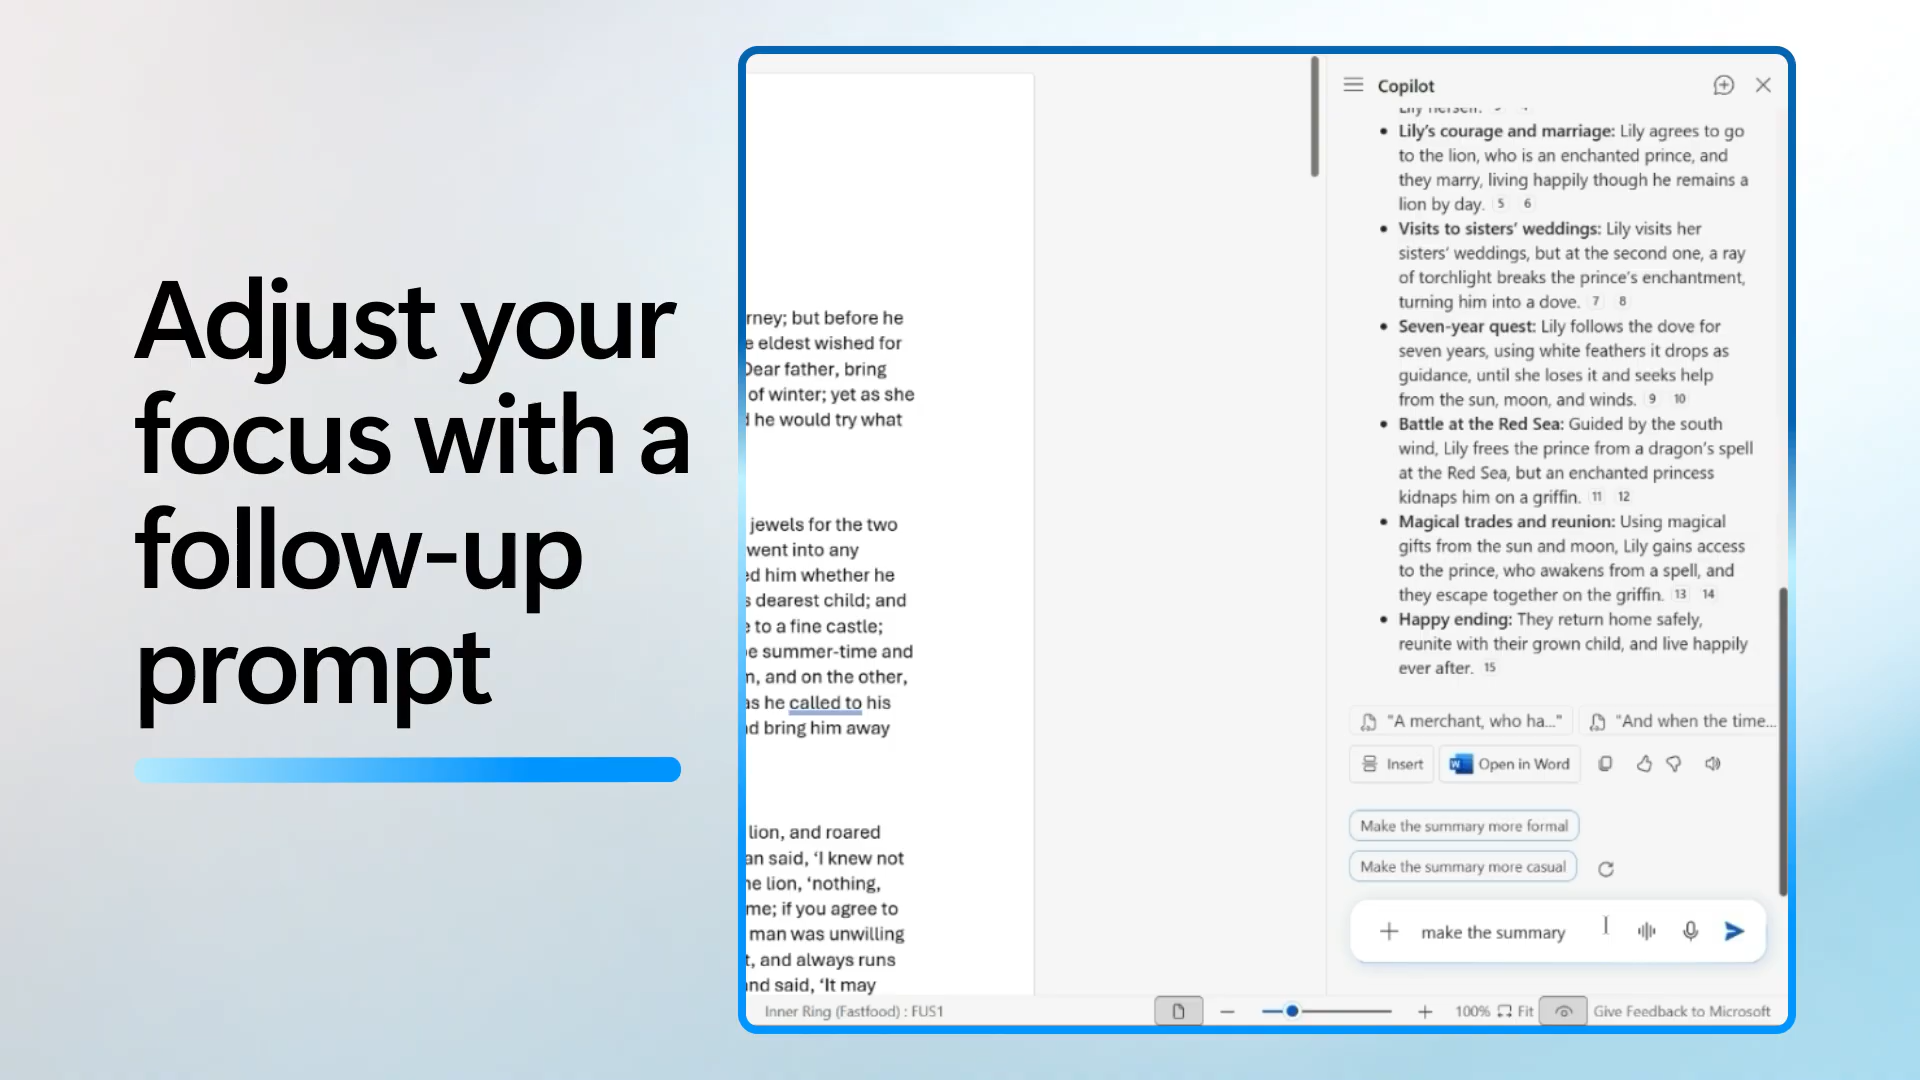 Adjust your
focus with a
follow-up
prompt
rney; but before he
e eldest wished for
Dear father, bring
of winter; yet as she
d he would try what
jewels for the two
went into any
ed him whether he
s dearest child; and
e to a fine castle;
be summer-time and
n, and on the other,
as he called to his
nd bring him away
lion, and roared
an said, ‘I knew not
he lion, ‘nothing,
me; if you agree to
man was unwilling
t, and always runs
and said, ‘It may
Inner Ring (Fastfood) : FUS1
100%
Fit
Give Feedback to Microsoft
Copilot
Lily herself.
• Lily’s courage and marriage: Lily agrees to go
to the lion, who is an enchanted prince, and
they marry, living happily though he remains a
lion by day. 5 6
• Visits to sisters’ weddings: Lily visits her
sisters’ weddings, but at the second one, a ray
of torchlight breaks the prince’s enchantment,
turning him into a dove. 7 8
• Seven-year quest: Lily follows the dove for
seven years, using white feathers it drops as
guidance, until she loses it and seeks help
from the sun, moon, and winds. 9 10
• Battle at the Red Sea: Guided by the south
wind, Lily frees the prince from a dragon’s spell
at the Red Sea, but an enchanted princess
kidnaps him on a griffin. 11 12
• Magical trades and reunion: Using magical
gifts from the sun and moon, Lily gains access
to the prince, who awakens from a spell, and
they escape together on the griffin. 13 14
• Happy ending: They return home safely,
reunite with their grown child, and live happily
ever after. 15
"A merchant, who ha..." "And when the time...
Insert
Open in Word
Make the summary more formal
Make the summary more casual
make the summary